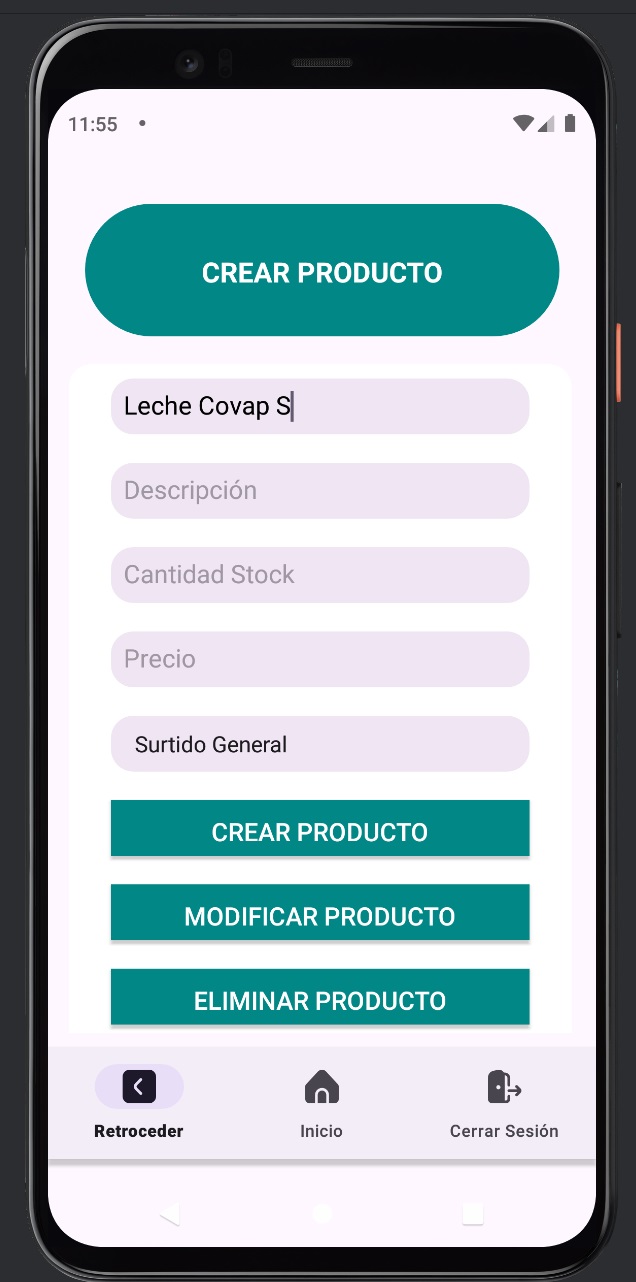 11:55
CREAR PRODUCTO
Leche Covap S
Descripción
Cantidad Stock
Precio
Surtido General
CREAR PRODUCTO
MODIFICAR PRODUCTO
ELIMINAR PRODUCTO
Retroceder Inicio Cerrar Sesión